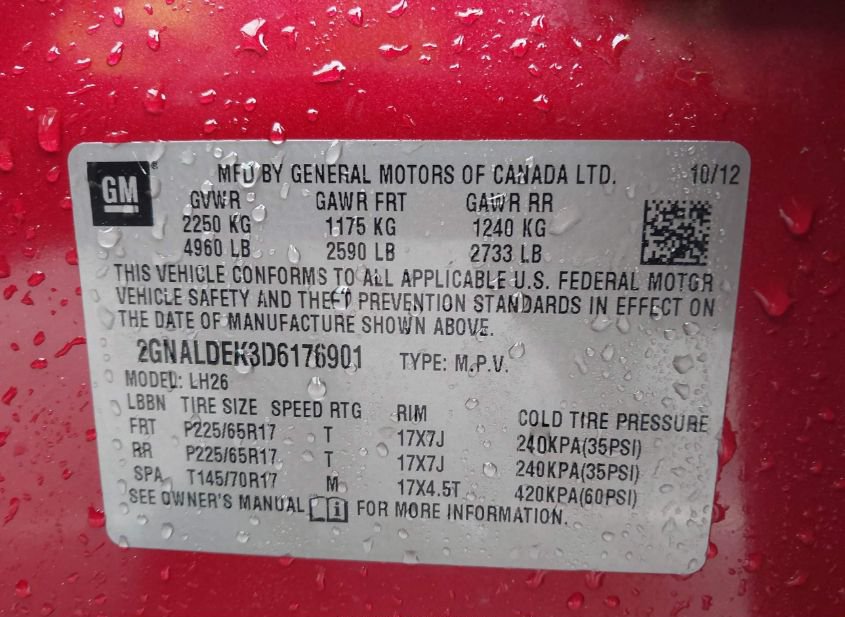 GM
MFD BY GENERAL MOTORS OF CANADA LTD. 10/12
GVWR GAWR FRT GAWR RR
2250 KG 1175 KG 1240 KG
4960 LB 2590 LB 2733 LB
THIS VEHICLE CONFORMS TO ALL APPLICABLE U.S. FEDERAL MOTOR
VEHICLE SAFETY AND THEFT PREVENTION STANDARDS IN EFFECT ON
THE DATE OF MANUFACTURE SHOWN ABOVE.
2GNALDEK3D6176901 TYPE: M.P.V.
MODEL: LH26
LBBN TIRE SIZE SPEED RTG RIM COLD TIRE PRESSURE
FRT P225/65R17 T 17X7J 240KPA(35PSI)
RR P225/65R17 T 17X7J 240KPA(35PSI)
SPA T145/70R17 M 17X4.5T 420KPA(60PSI)
SEE OWNER'S MANUAL i FOR MORE INFORMATION.